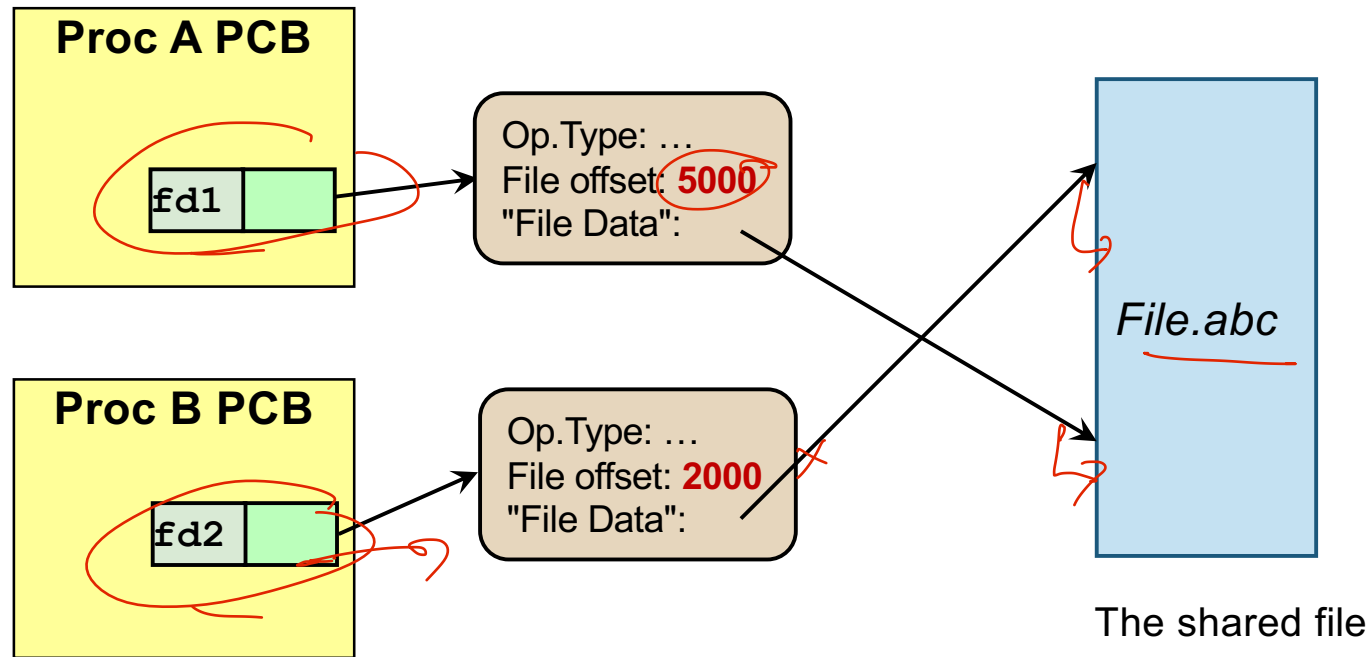 Proc A PCB
fd1
Op.Type: …
File offset: 5000
"File Data":
Proc B PCB
fd2
Op.Type: …
File offset: 2000
"File Data":
File.abc
The shared file